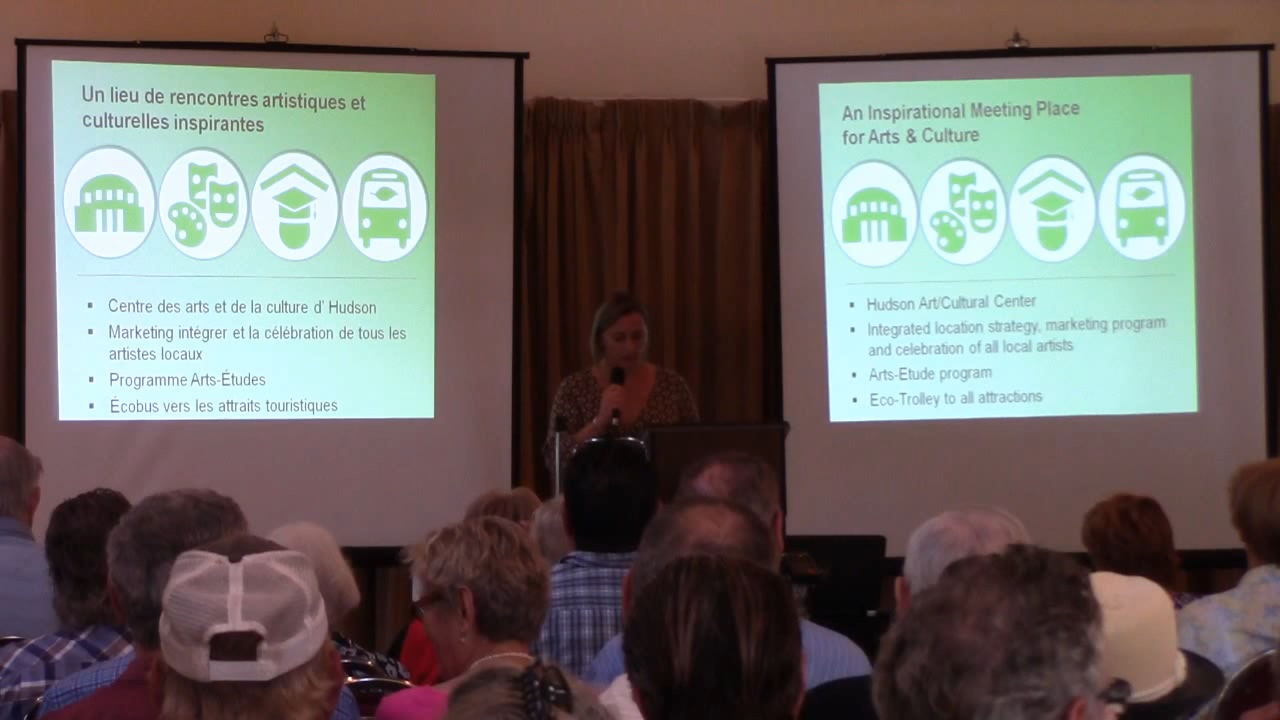 Un lieu de rencontres artistiques et
culturelles inspirantes
▪ Centre des arts et de la culture d' Hudson
▪ Marketing intégrer et la célébration de tous les
artistes locaux
▪ Programme Arts-Études
▪ Écobus vers les attraits touristiques
An Inspirational Meeting Place
for Arts & Culture
▪ Hudson Art/Cultural Center
▪ Integrated location strategy, marketing program
and celebration of all local artists
▪ Arts-Etude program
▪ Eco-Trolley to all attractions